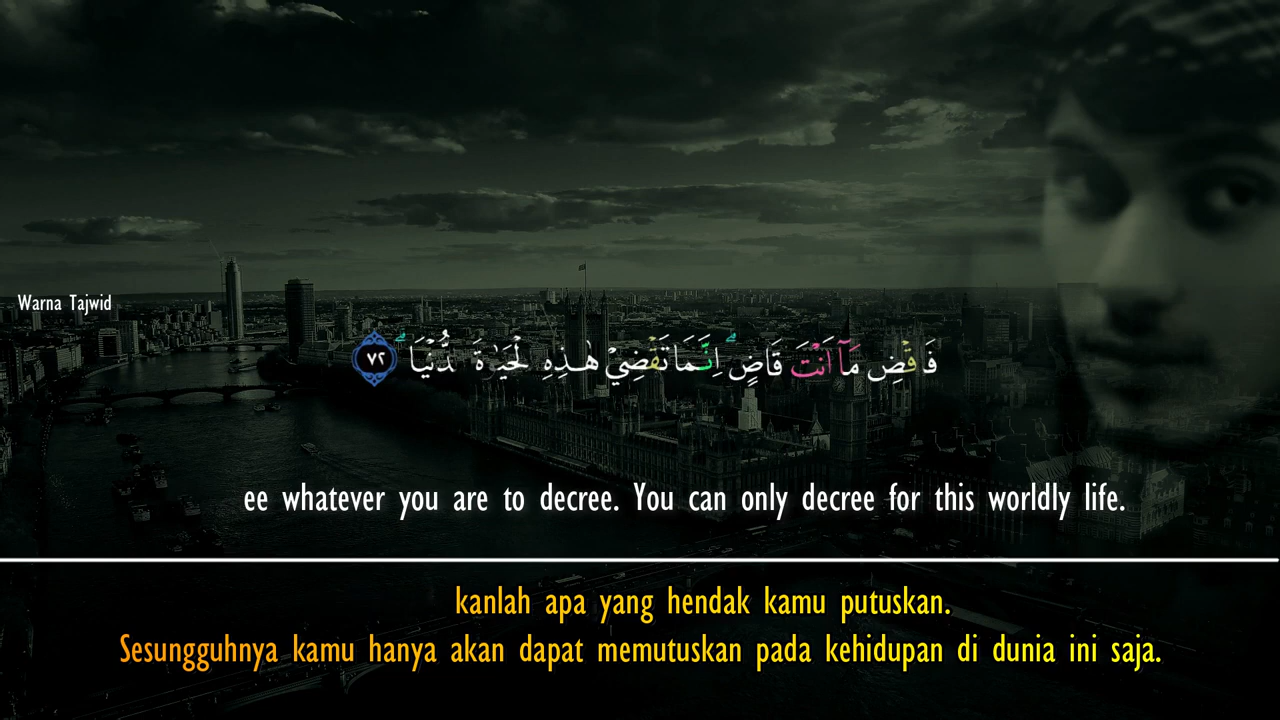 Warna Tajwid
فَاقْضِ مَآ اَنْتَ قَاضٍۗ اِنَّمَا تَقْضِيْ هٰذِهِ الْحَيٰوةَ الدُّنْيَاۗ ٧٢
ee whatever you are to decree. You can only decree for this worldly life.
kanlah apa yang hendak kamu putuskan.
Sesungguhnya kamu hanya akan dapat memutuskan pada kehidupan di dunia ini saja.